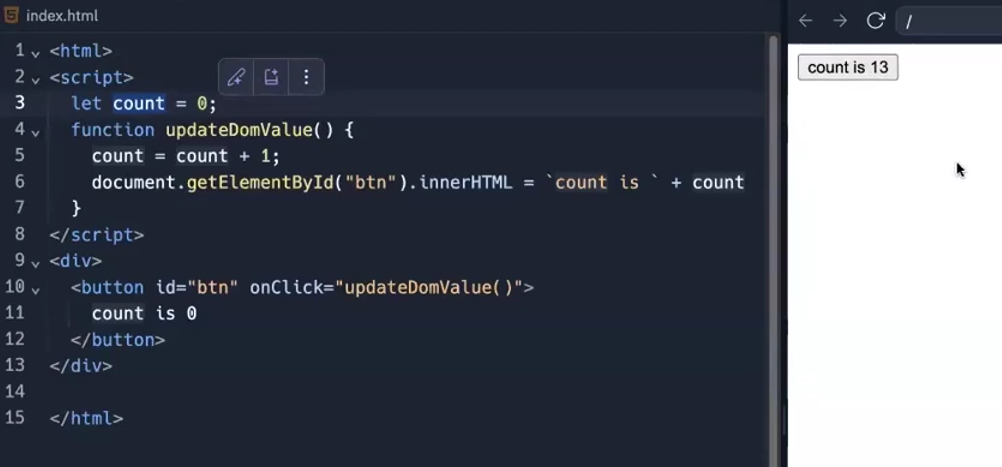 index.html
/
1 <html>
count is 13
2 <script>
3 let count = 0;
4 function updateDomValue() {
5 count = count + 1;
6 document.getElementById("btn").innerHTML = `count is ` + count
7 }
8 </script>
9 <div>
10 <button id="btn" onClick="updateDomValue()">
11 count is 0
12 </button>
13 </div>
14
15 </html>